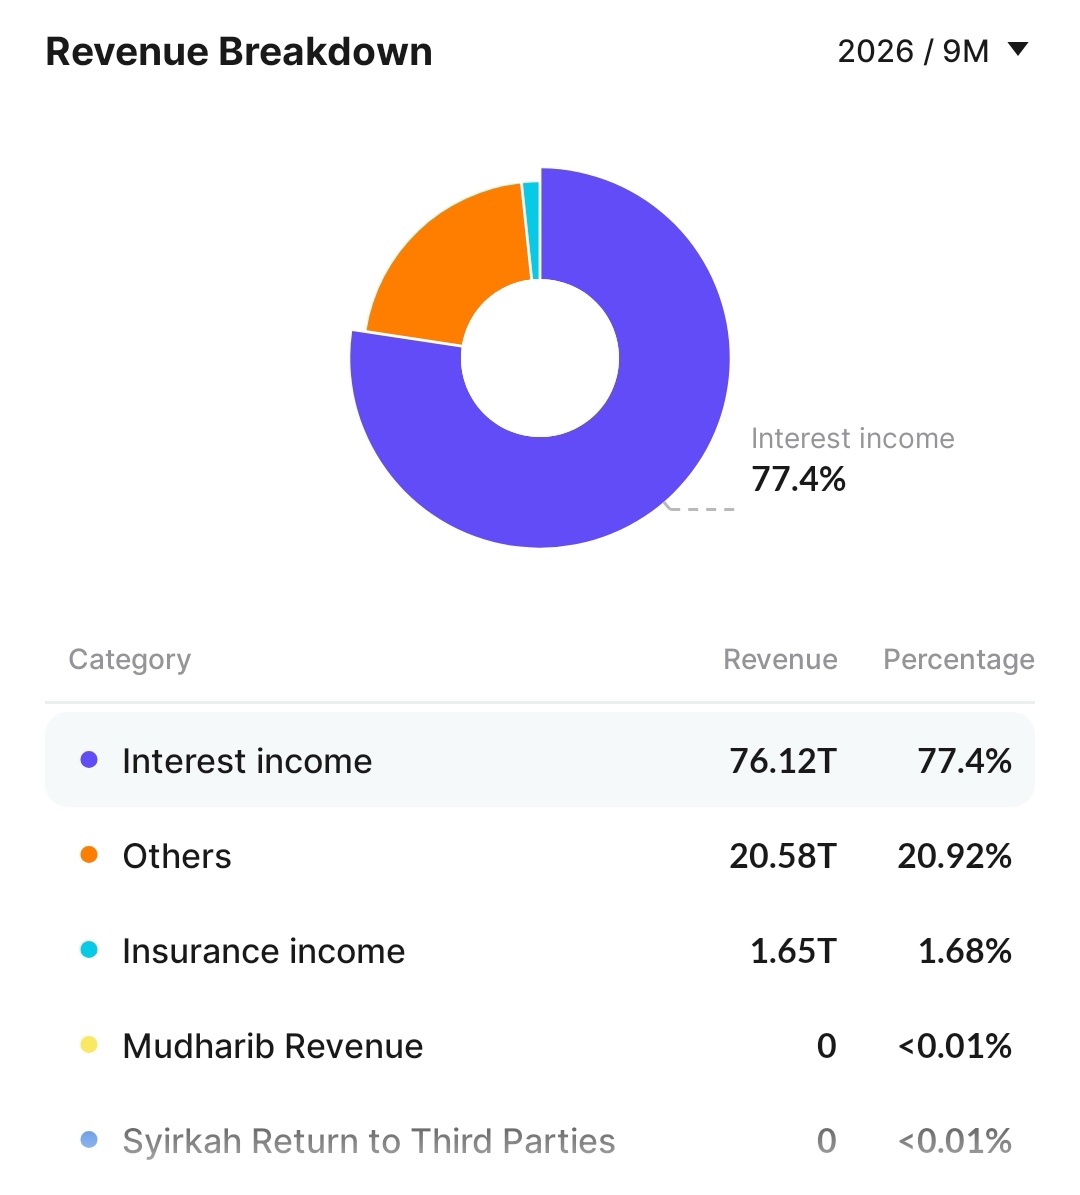 Revenue Breakdown 2026 / 9M
Interest income
77.4%
Category Revenue Percentage
Interest income 76.12T 77.4%
Others 20.58T 20.92%
Insurance income 1.65T 1.68%
Mudharib Revenue 0 <0.01%
Syirkah Return to Third Parties 0 <0.01%